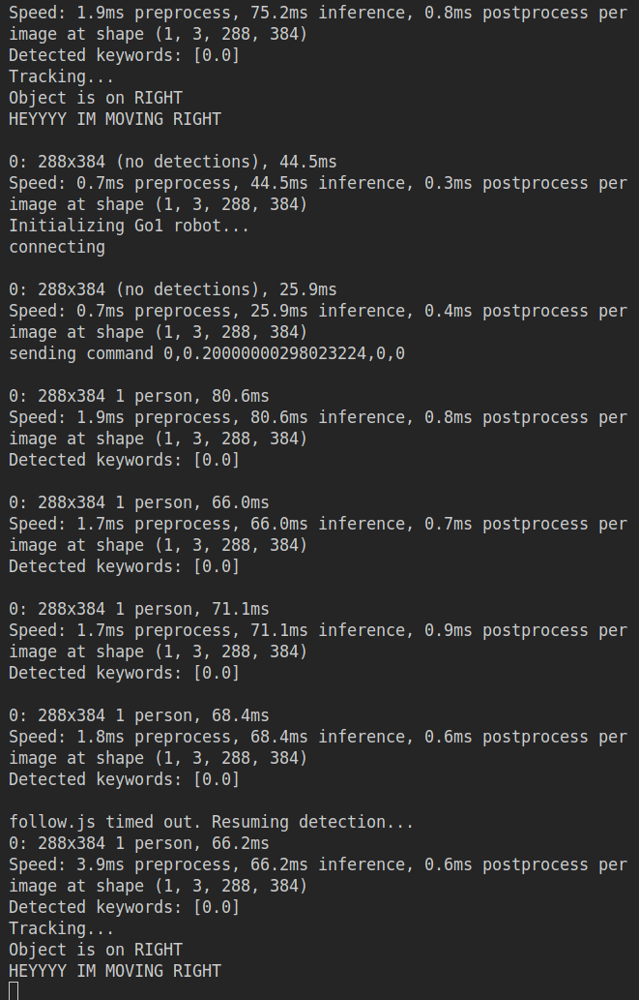 Speed: 1.9ms preprocess, 75.2ms inference, 0.8ms postprocess per
image at shape (1, 3, 288, 384)
Detected keywords: [0.0]
Tracking...
Object is on RIGHT
HEYYYY IM MOVING RIGHT
0: 288x384 (no detections), 44.5ms
Speed: 0.7ms preprocess, 44.5ms inference, 0.3ms postprocess per
image at shape (1, 3, 288, 384)
Initializing Go1 robot...
connecting
0: 288x384 (no detections), 25.9ms
Speed: 0.7ms preprocess, 25.9ms inference, 0.4ms postprocess per
image at shape (1, 3, 288, 384)
sending command 0,0.20000000298023224,0,0
0: 288x384 1 person, 80.6ms
Speed: 1.9ms preprocess, 80.6ms inference, 0.8ms postprocess per
image at shape (1, 3, 288, 384)
Detected keywords: [0.0]
0: 288x384 1 person, 66.0ms
Speed: 1.7ms preprocess, 66.0ms inference, 0.7ms postprocess per
image at shape (1, 3, 288, 384)
Detected keywords: [0.0]
0: 288x384 1 person, 71.1ms
Speed: 1.7ms preprocess, 71.1ms inference, 0.9ms postprocess per
image at shape (1, 3, 288, 384)
Detected keywords: [0.0]
0: 288x384 1 person, 68.4ms
Speed: 1.8ms preprocess, 68.4ms inference, 0.6ms postprocess per
image at shape (1, 3, 288, 384)
Detected keywords: [0.0]
follow.js timed out. Resuming detection...
0: 288x384 1 person, 66.2ms
Speed: 3.9ms preprocess, 66.2ms inference, 0.6ms postprocess per
image at shape (1, 3, 288, 384)
Detected keywords: [0.0]
Tracking...
Object is on RIGHT
HEYYYY IM MOVING RIGHT